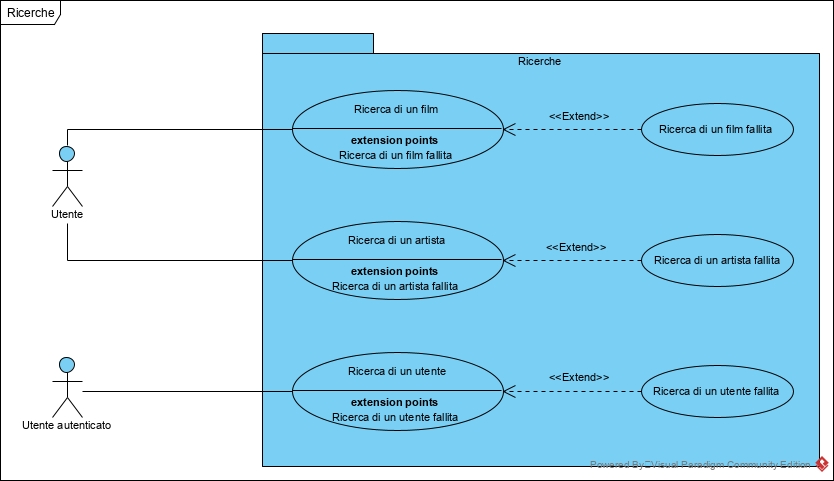 Ricerche
Ricerche
Ricerca di un film
extension points
Ricerca di un film fallita
<<Extend>>
Ricerca di un film fallita
Utente
Ricerca di un artista
extension points
Ricerca di un artista fallita
<<Extend>>
Ricerca di un artista fallita
Utente autenticato
Ricerca di un utente
extension points
Ricerca di un utente fallita
<<Extend>>
Ricerca di un utente fallita
Powered By Visual Paradigm Community Edition